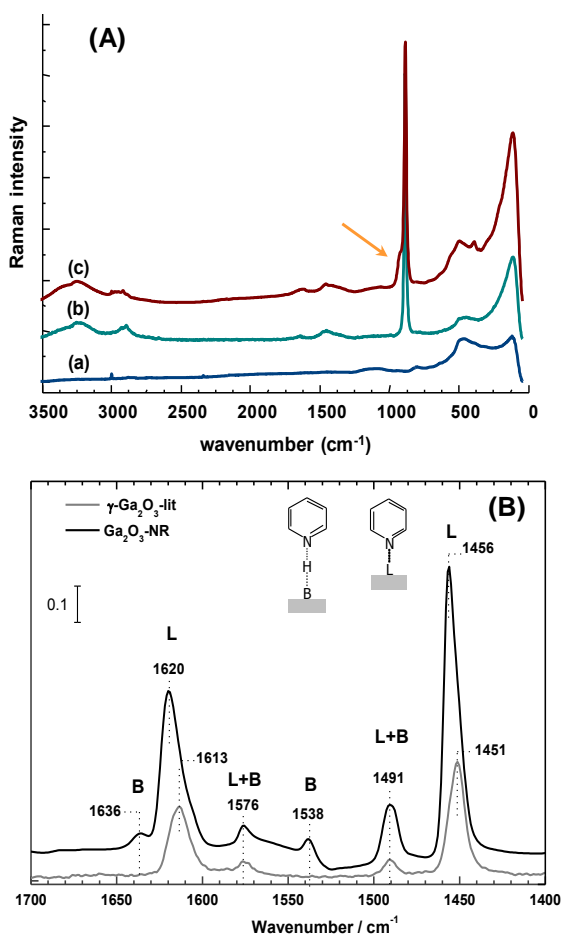 (A)
Raman intensity
(c)
(b)
(a)
3500 3000 2500 2000 1500 1000 500 0
wavenumber (cm⁻¹)
γ-Ga₂O₃-lit
Ga₂O₃-NR
(B)
0.1
N
H
B
N
L
L
1456
L
1620
1613
1451
B
1636
L+B
1576
B
1538
L+B
1491
1700 1650 1600 1550 1500 1450 1400
Wavenumber / cm⁻¹